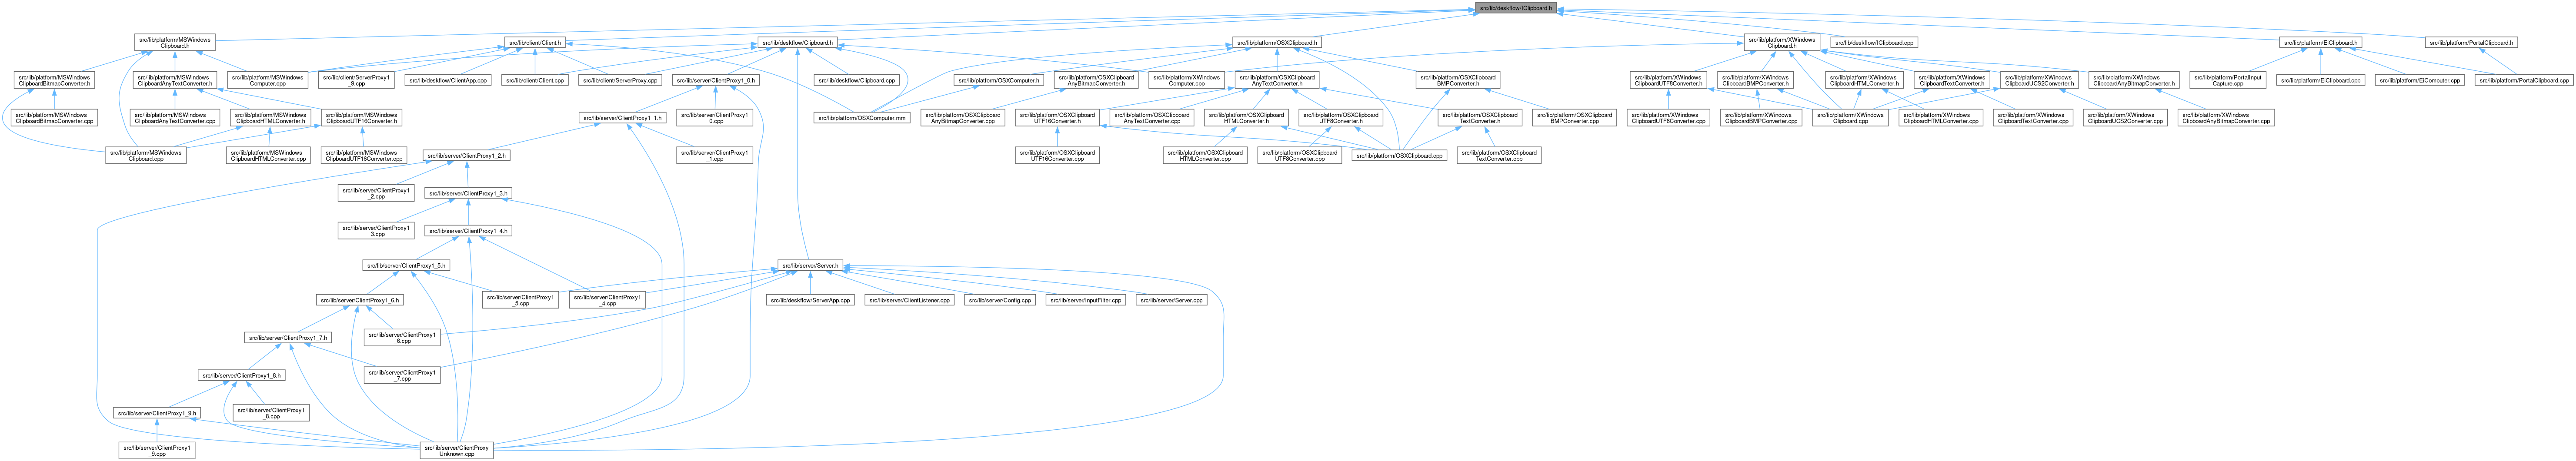 src/lib/deskflow/IClipboard.h
src/lib/platform/MSWindows
Clipboard.h
src/lib/client/Client.h
src/lib/deskflow/Clipboard.h
src/lib/platform/OSXClipboard.h
src/lib/platform/XWindows
Clipboard.h
src/lib/deskflow/IClipboard.cpp
src/lib/platform/EiClipboard.h
src/lib/platform/PortalClipboard.h
src/lib/platform/MSWindows
ClipboardBitmapConverter.h
src/lib/platform/MSWindows
ClipboardAnyTextConverter.h
src/lib/platform/MSWindows
Computer.cpp
src/lib/client/ServerProxy1
_9.cpp
src/lib/deskflow/ClientApp.cpp
src/lib/client/Client.cpp
src/lib/client/ServerProxy.cpp
src/lib/server/ClientProxy1_0.h
src/lib/deskflow/Clipboard.cpp
src/lib/platform/OSXComputer.h
src/lib/platform/OSXClipboard
AnyBitmapConverter.h
src/lib/platform/XWindows
Computer.cpp
src/lib/platform/OSXClipboard
AnyTextConverter.h
src/lib/platform/OSXClipboard
BMPConverter.h
src/lib/platform/XWindows
ClipboardUTF8Converter.h
src/lib/platform/XWindows
ClipboardBMPConverter.h
src/lib/platform/XWindows
ClipboardHTMLConverter.h
src/lib/platform/XWindows
ClipboardTextConverter.h
src/lib/platform/XWindows
ClipboardUCS2Converter.h
src/lib/platform/XWindows
ClipboardAnyBitmapConverter.h
src/lib/platform/PortalInput
Capture.cpp
src/lib/platform/EiClipboard.cpp
src/lib/platform/EiComputer.cpp
src/lib/platform/PortalClipboard.cpp
src/lib/platform/MSWindows
ClipboardBitmapConverter.cpp
src/lib/platform/MSWindows
ClipboardAnyTextConverter.cpp
src/lib/platform/MSWindows
ClipboardHTMLConverter.h
src/lib/platform/MSWindows
ClipboardUTF16Converter.h
src/lib/server/ClientProxy1_1.h
src/lib/server/ClientProxy1
_0.cpp
src/lib/platform/OSXComputer.mm
src/lib/platform/OSXClipboard
AnyBitmapConverter.cpp
src/lib/platform/OSXClipboard
UTF16Converter.h
src/lib/platform/OSXClipboard
AnyTextConverter.cpp
src/lib/platform/OSXClipboard
HTMLConverter.h
src/lib/platform/OSXClipboard
UTF8Converter.h
src/lib/platform/OSXClipboard
TextConverter.h
src/lib/platform/OSXClipboard
BMPConverter.cpp
src/lib/platform/XWindows
ClipboardUTF8Converter.cpp
src/lib/platform/XWindows
ClipboardBMPConverter.cpp
src/lib/platform/XWindows
Clipboard.cpp
src/lib/platform/XWindows
ClipboardHTMLConverter.cpp
src/lib/platform/XWindows
ClipboardTextConverter.cpp
src/lib/platform/XWindows
ClipboardUCS2Converter.cpp
src/lib/platform/XWindows
ClipboardAnyBitmapConverter.cpp
src/lib/platform/MSWindows
Clipboard.cpp
src/lib/platform/MSWindows
ClipboardHTMLConverter.cpp
src/lib/platform/MSWindows
ClipboardUTF16Converter.cpp
src/lib/server/ClientProxy1_2.h
src/lib/server/ClientProxy1
_1.cpp
src/lib/platform/OSXClipboard
UTF16Converter.cpp
src/lib/platform/OSXClipboard
HTMLConverter.cpp
src/lib/platform/OSXClipboard
UTF8Converter.cpp
src/lib/platform/OSXClipboard.cpp
src/lib/platform/OSXClipboard
TextConverter.cpp
src/lib/server/ClientProxy1
_2.cpp
src/lib/server/ClientProxy1_3.h
src/lib/server/ClientProxy1
_3.cpp
src/lib/server/ClientProxy1_4.h
src/lib/server/ClientProxy1_5.h
src/lib/server/Server.h
src/lib/server/ClientProxy1_6.h
src/lib/server/ClientProxy1
_5.cpp
src/lib/server/ClientProxy1
_4.cpp
src/lib/deskflow/ServerApp.cpp
src/lib/server/ClientListener.cpp
src/lib/server/Config.cpp
src/lib/server/InputFilter.cpp
src/lib/server/Server.cpp
src/lib/server/ClientProxy1_7.h
src/lib/server/ClientProxy1
_6.cpp
src/lib/server/ClientProxy1_8.h
src/lib/server/ClientProxy1
_7.cpp
src/lib/server/ClientProxy1_9.h
src/lib/server/ClientProxy1
_8.cpp
src/lib/server/ClientProxy1
_9.cpp
src/lib/server/ClientProxy
Unknown.cpp